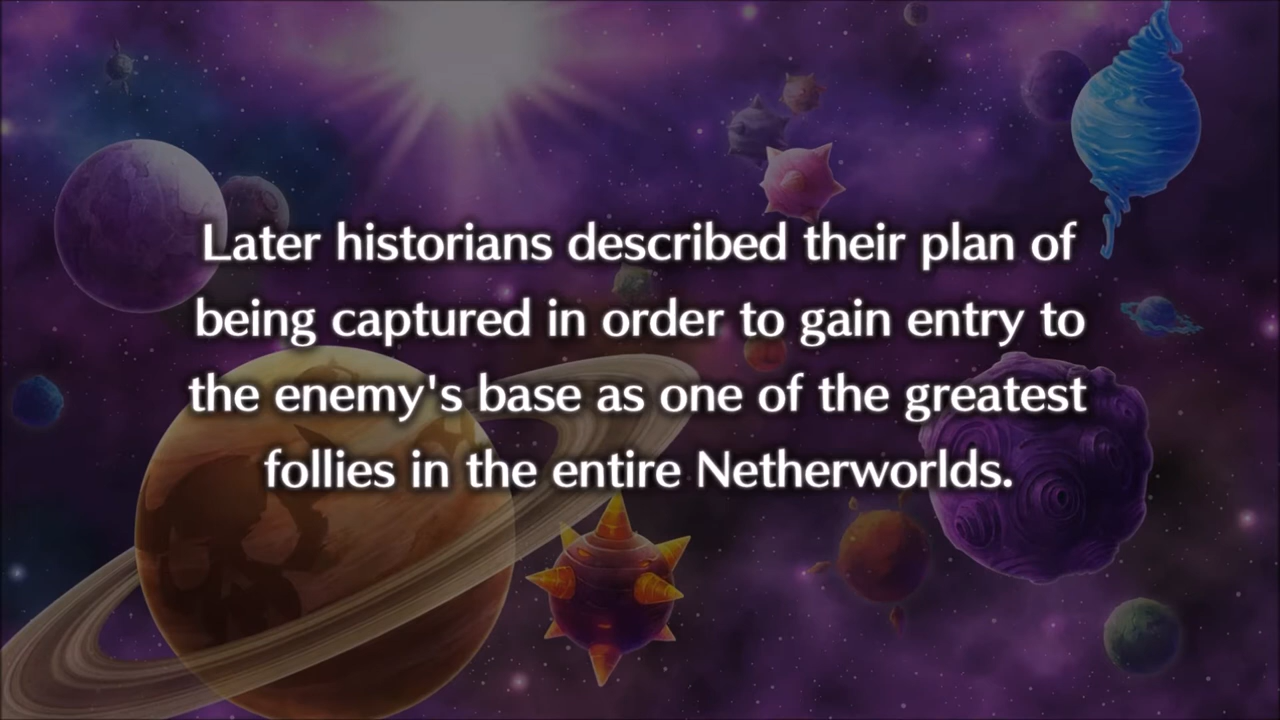 Later historians described their plan of
being captured in order to gain entry to
the enemy's base as one of the greatest
follies in the entire Netherworlds.